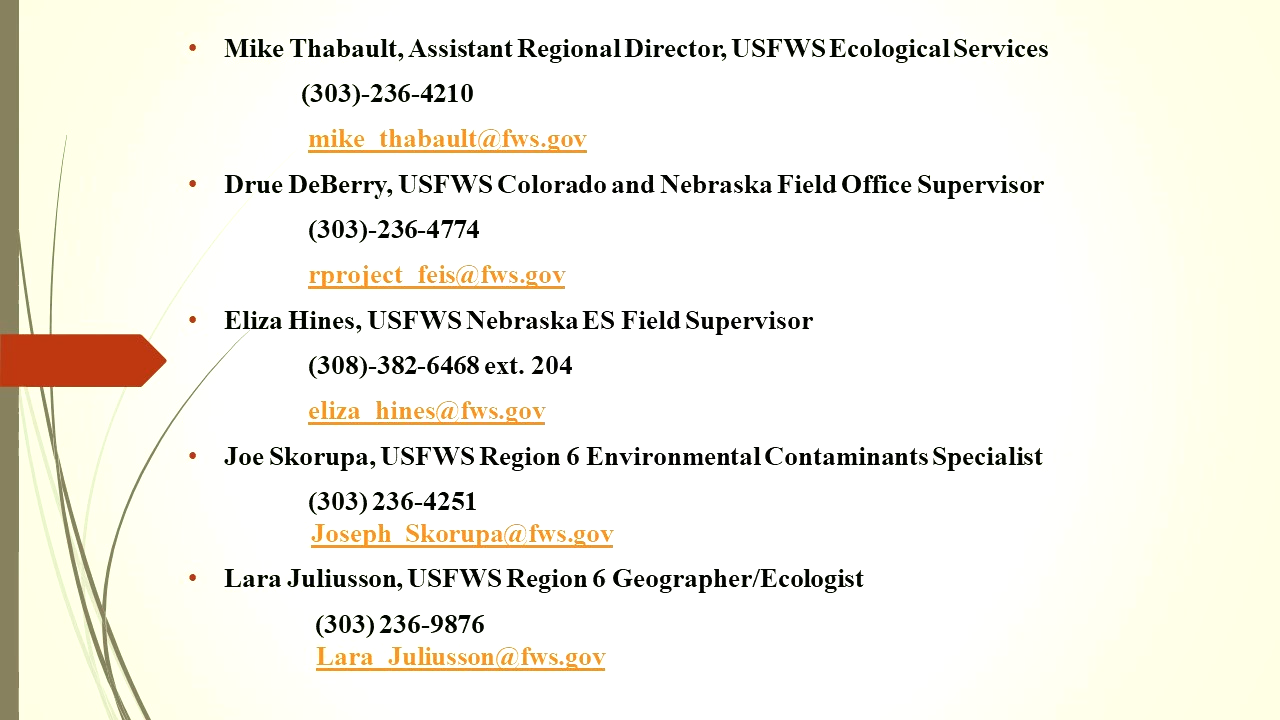 • Mike Thabault, Assistant Regional Director, USFWS Ecological Services
(303)-236-4210
mike_thabault@fws.gov
• Drue DeBerry, USFWS Colorado and Nebraska Field Office Supervisor
(303)-236-4774
rproject_feis@fws.gov
• Eliza Hines, USFWS Nebraska ES Field Supervisor
(308)-382-6468 ext. 204
eliza_hines@fws.gov
• Joe Skorupa, USFWS Region 6 Environmental Contaminants Specialist
(303) 236-4251
Joseph_Skorupa@fws.gov
• Lara Juliusson, USFWS Region 6 Geographer/Ecologist
(303) 236-9876
Lara_Juliusson@fws.gov